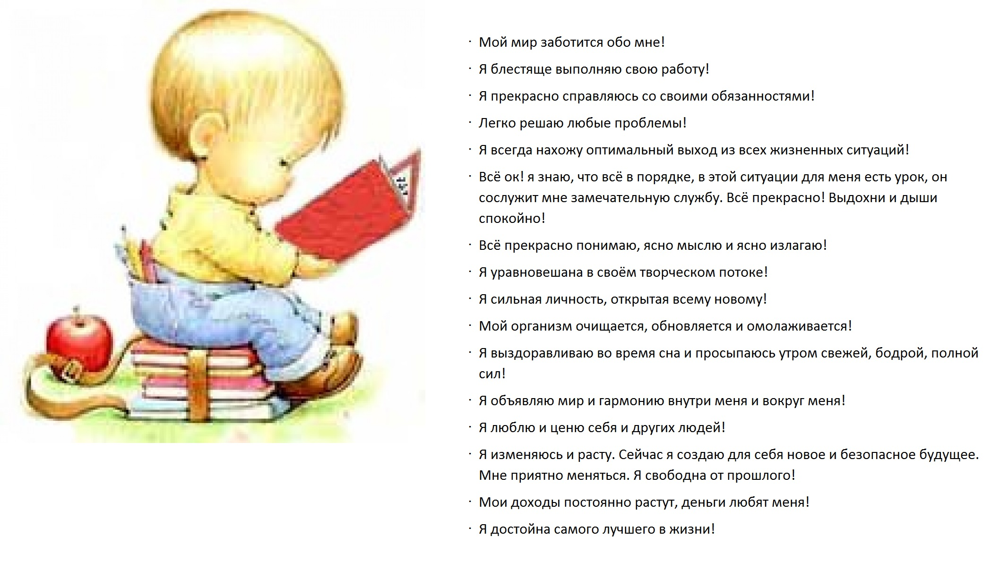 · Мой мир заботится обо мне!
· Я блестяще выполняю свою работу!
· Я прекрасно справляюсь со своими обязанностями!
· Легко решаю любые проблемы!
· Я всегда нахожу оптимальный выход из всех жизненных ситуаций!
· Всё ок! я знаю, что всё в порядке, в этой ситуации для меня есть урок, он
сослужит мне замечательную службу. Всё прекрасно! Выдохни и дыши
спокойно!
· Всё прекрасно понимаю, ясно мыслю и ясно излагаю!
· Я уравновешана в своём творческом потоке!
· Я сильная личность, открытая всему новому!
· Мой организм очищается, обновляется и омолаживается!
· Я выздоравливаю во время сна и просыпаюсь утром свежей, бодрой, полной
сил!
· Я объявляю мир и гармонию внутри меня и вокруг меня!
· Я люблю и ценю себя и других людей!
· Я изменяюсь и расту. Сейчас я создаю для себя новое и безопасное будущее.
Мне приятно меняться. Я свободна от прошлого!
· Мои доходы постоянно растут, деньги любят меня!
· Я достойна самого лучшего в жизни!